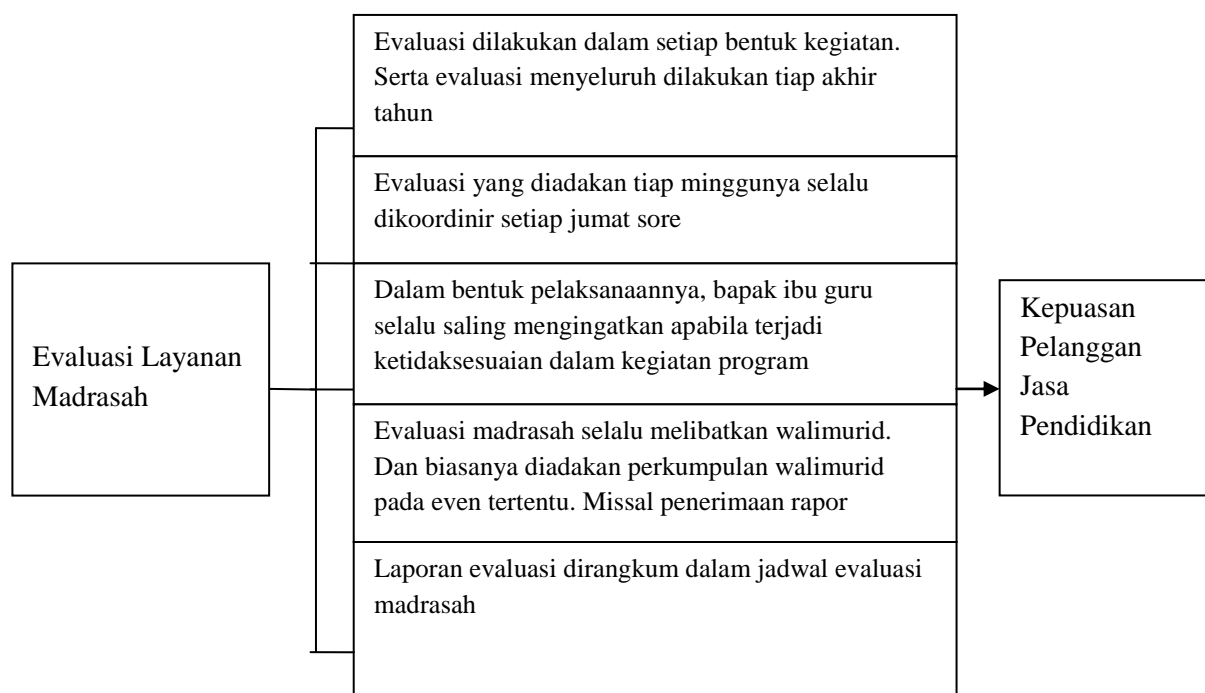 Evaluasi dilakukan dalam setiap bentuk kegiatan.
Serta evaluasi menyeluruh dilakukan tiap akhir
tahun
Evaluasi yang diadakan tiap minggunya selalu
dikoordinir setiap jumat sore
Dalam bentuk pelaksanaannya, bapak ibu guru
selalu saling mengingatkan apabila terjadi
ketidaksesuaian dalam kegiatan program
Evaluasi madrasah selalu melibatkan walimurid.
Dan biasanya diadakan perkumpulan walimurid
pada even tertentu. Missal penerimaan rapor
Laporan evaluasi dirangkum dalam jadwal evaluasi
madrasah
Evaluasi Layanan
Madrasah
Kepuasan
Pelanggan
Jasa
Pendidikan